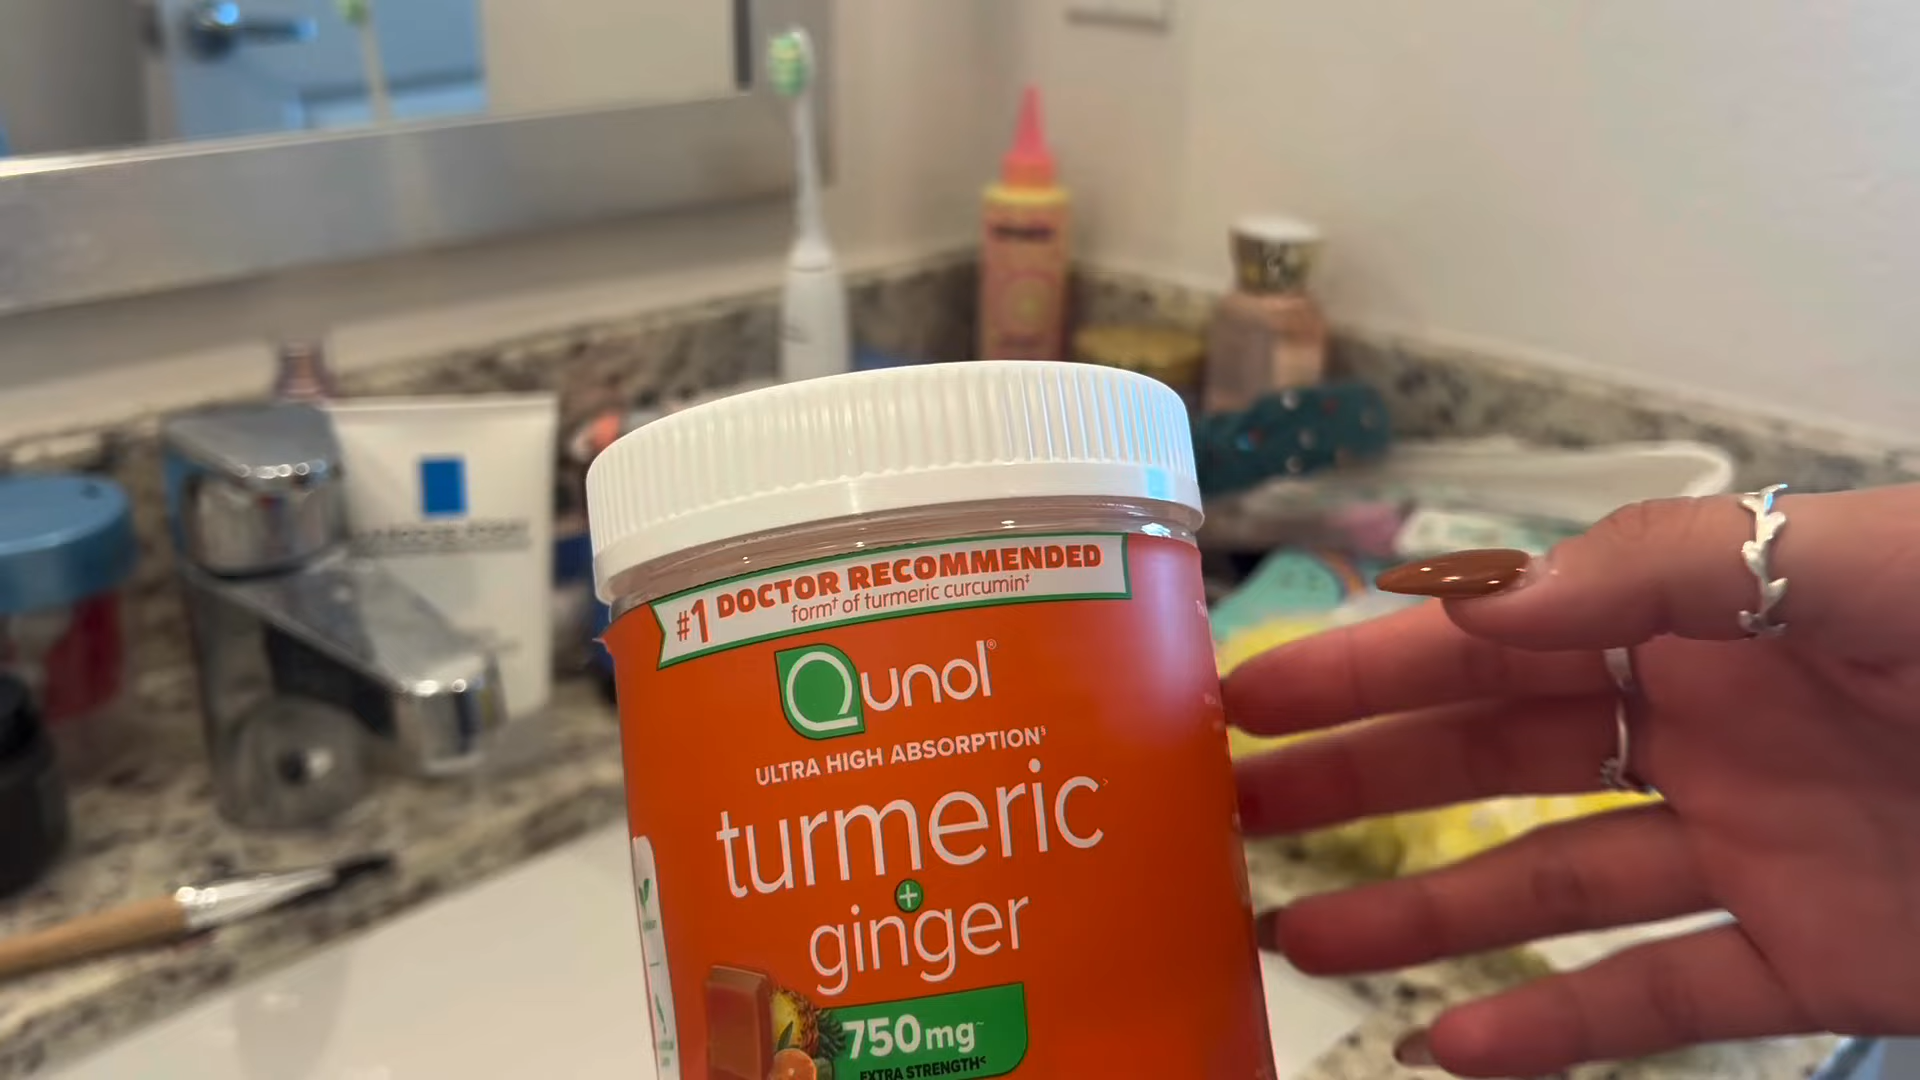 #1 DOCTOR RECOMMENDED
form† of turmeric curcumin‡
Qunol®
ULTRA HIGH ABSORPTION§
turmeric
+
ginger
750mg~
EXTRA STRENGTH<